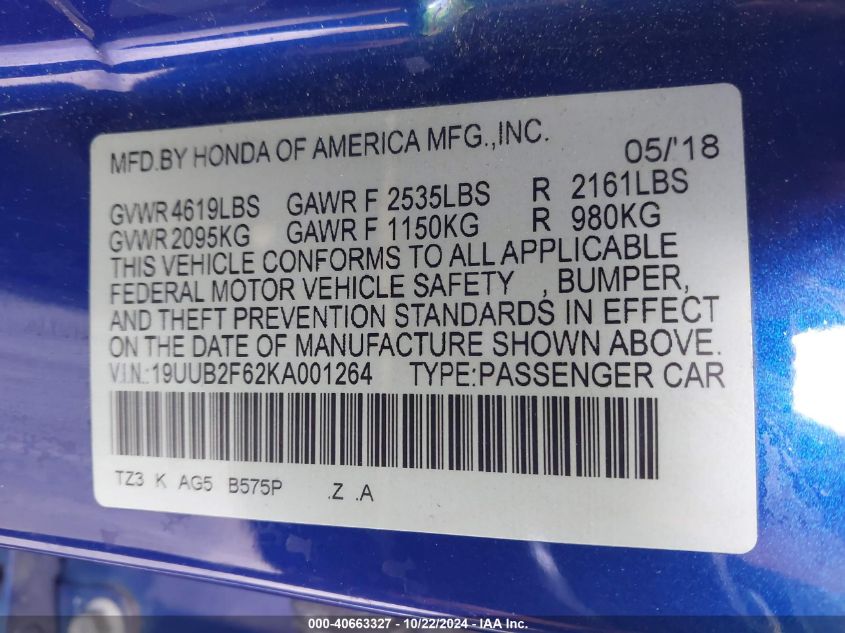 MFD.BY HONDA OF AMERICA MFG.,INC. 05/'18
GVWR 4619LBS GAWR F 2535LBS R 2161LBS
GVWR 2095KG GAWR F 1150KG R 980KG
THIS VEHICLE CONFORMS TO ALL APPLICABLE
FEDERAL MOTOR VEHICLE SAFETY , BUMPER,
AND THEFT PREVENTION STANDARDS IN EFFECT
ON THE DATE OF MANUFACTURE SHOWN ABOVE.
V.I.N.:19UUB2F62KA001264 TYPE:PASSENGER CAR
TZ3 K AG5 B575P .Z .A
000-40663327 - 10/22/2024 - IAA Inc.